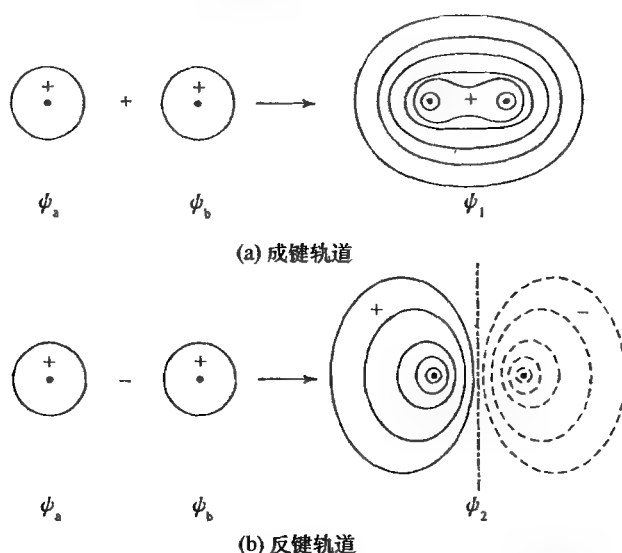 + + + ⟶ +
ψa ψb ψ1
(a) 成键轨道
+ − + ⟶ + −
ψa ψb ψ2
(b) 反键轨道